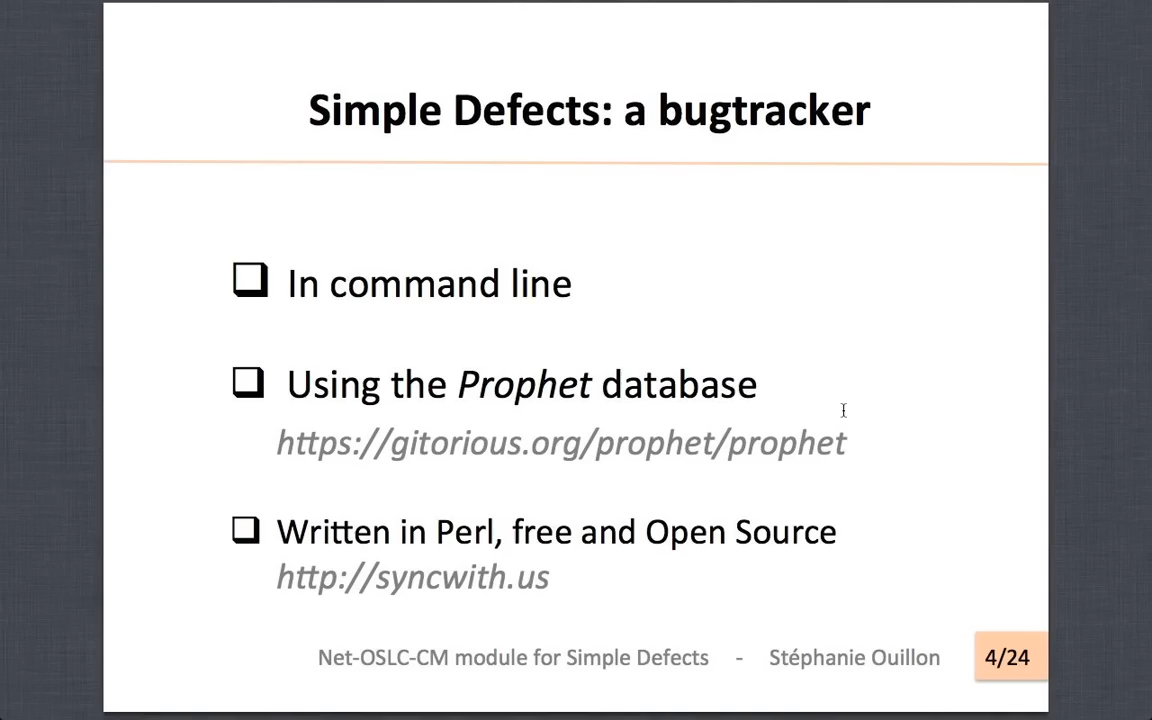 Simple Defects: a bugtracker
In command line
Using the Prophet database
https://gitorious.org/prophet/prophet
Written in Perl, free and Open Source
http://syncwith.us
Net-OSLC-CM module for Simple Defects - Stéphanie Ouillon 4/24